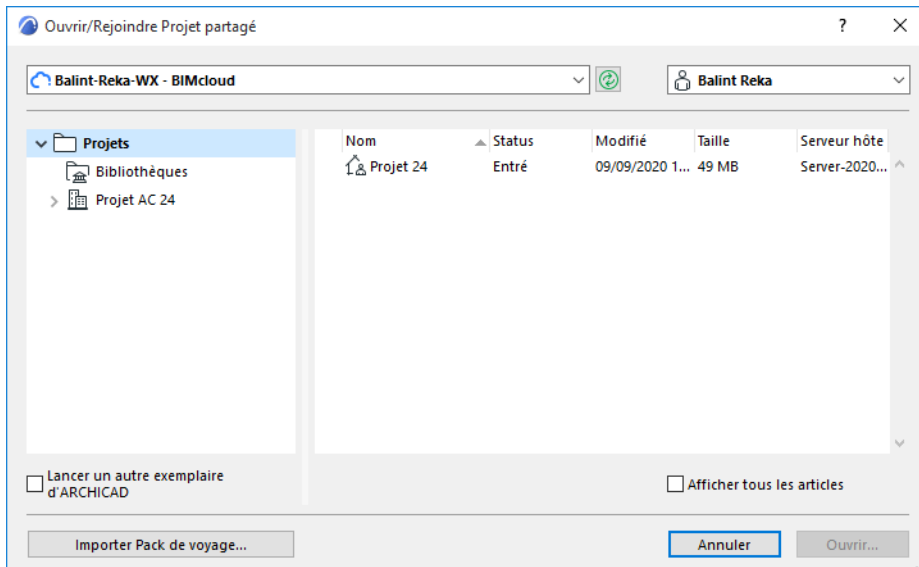 Ouvrir/Rejoindre Projet partagé
?
Balint-Reka-WX - BIMcloud
Balint Reka
Projets
Bibliothèques
Projet AC 24
Nom Status Modifié Taille Serveur hôte
Projet 24 Entré 09/09/2020 1... 49 MB Server-2020...
Lancer un autre exemplaire
d'ARCHICAD
Afficher tous les articles
Importer Pack de voyage...
Annuler
Ouvrir...